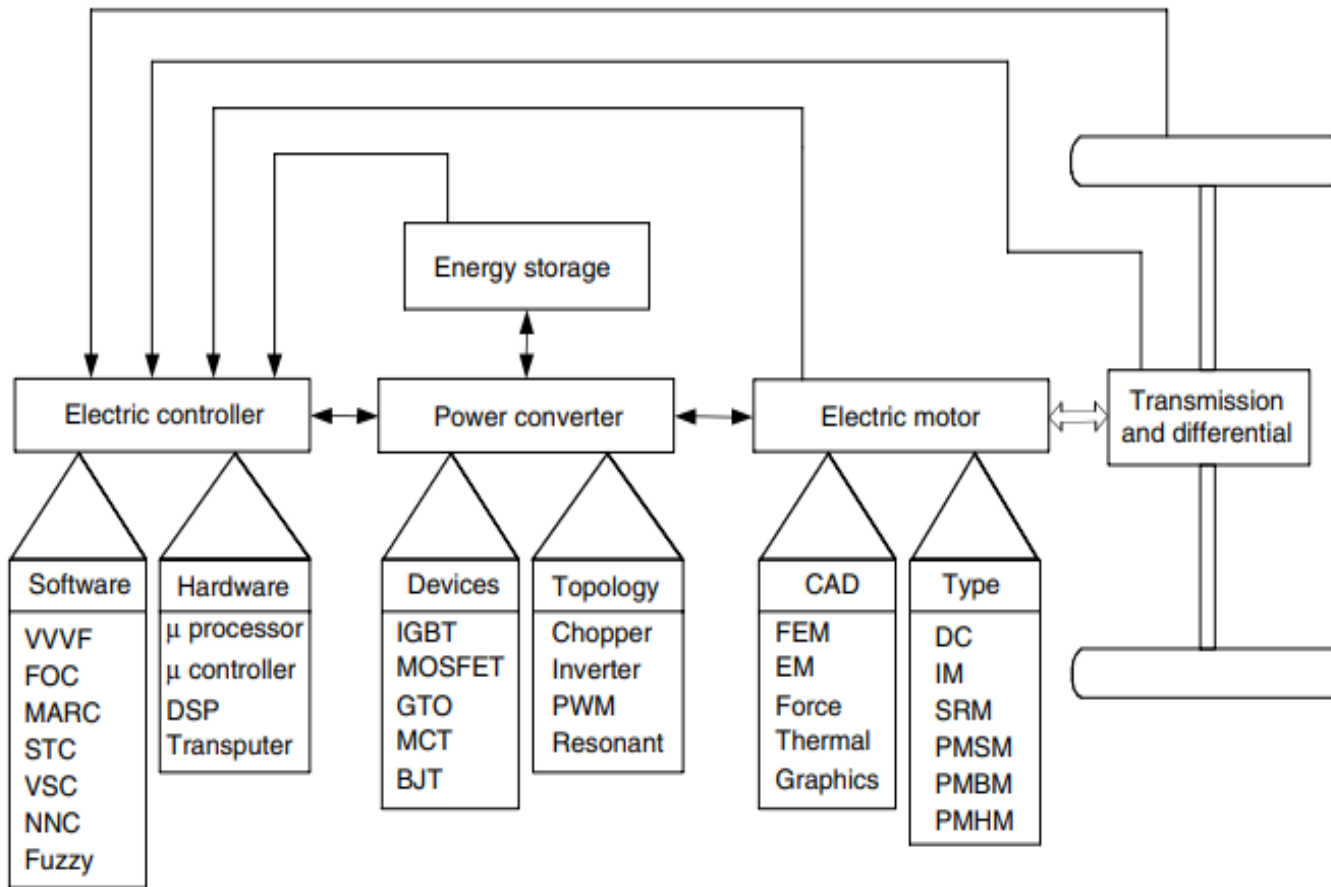 Energy storage
Electric controller
Power converter
Electric motor
Transmission
and differential
Software
VVVF
FOC
MARC
STC
VSC
NNC
Fuzzy
Hardware
μ processor
μ controller
DSP
Transputer
Devices
IGBT
MOSFET
GTO
MCT
BJT
Topology
Chopper
Inverter
PWM
Resonant
CAD
FEM
EM
Force
Thermal
Graphics
Type
DC
IM
SRM
PMSM
PMBM
PMHM